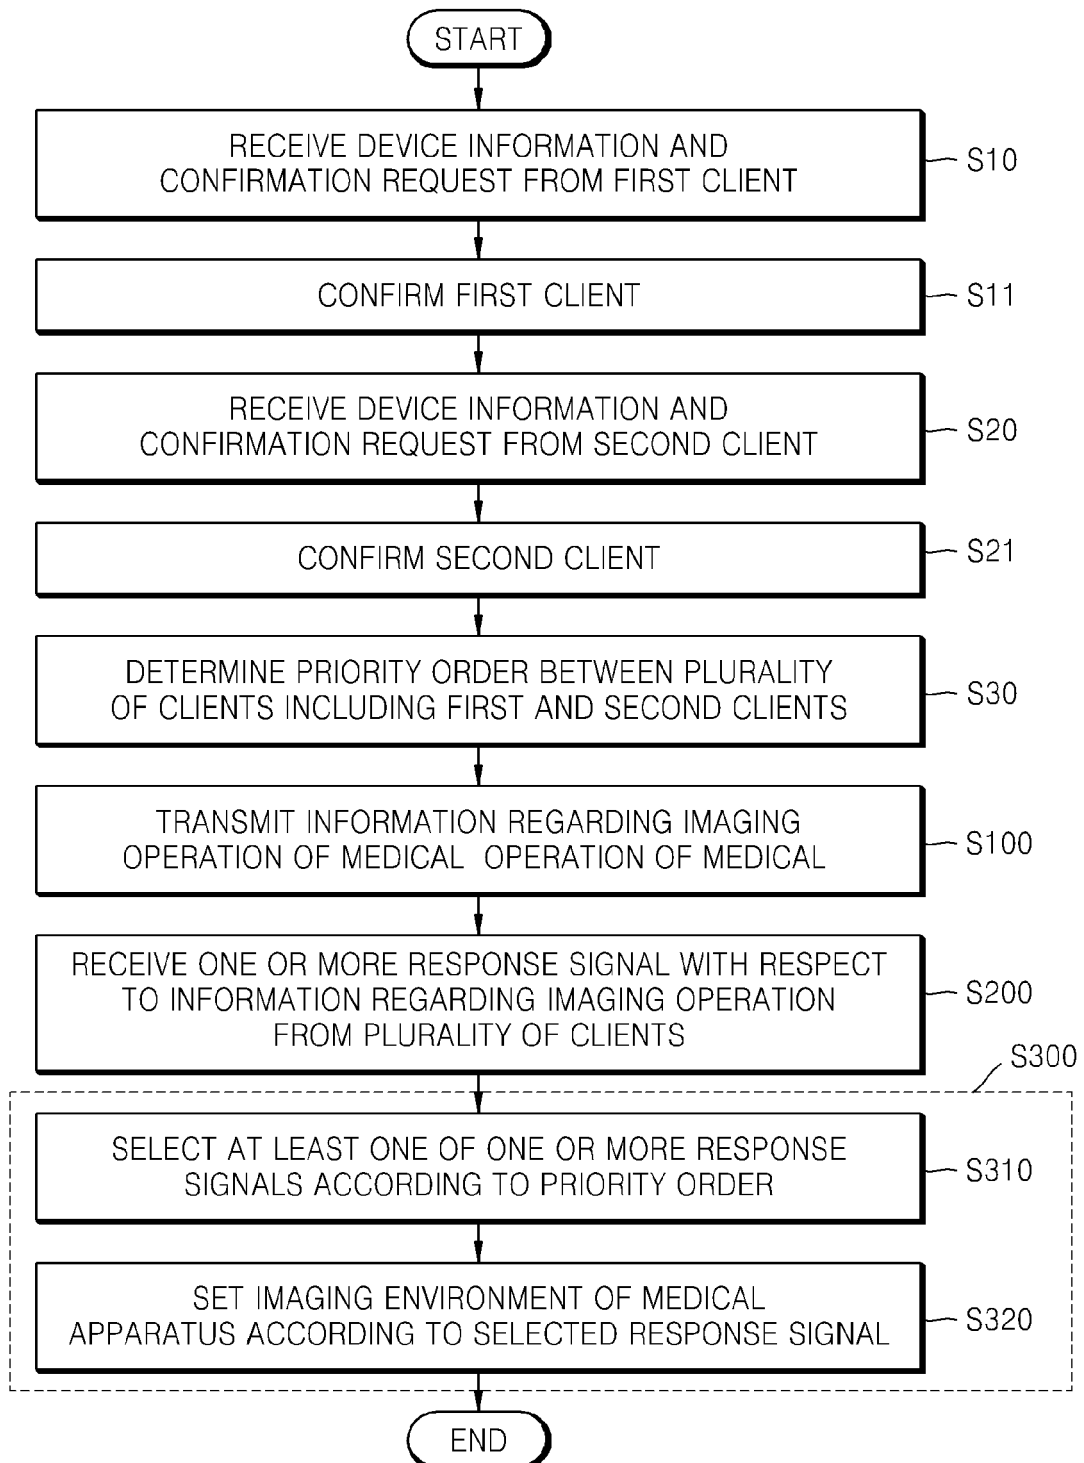 START
RECEIVE DEVICE INFORMATION AND
CONFIRMATION REQUEST FROM FIRST CLIENT
S10
CONFIRM FIRST CLIENT
S11
RECEIVE DEVICE INFORMATION AND
CONFIRMATION REQUEST FROM SECOND CLIENT
S20
CONFIRM SECOND CLIENT
S21
DETERMINE PRIORITY ORDER BETWEEN PLURALITY
OF CLIENTS INCLUDING FIRST AND SECOND CLIENTS
S30
TRANSMIT INFORMATION REGARDING IMAGING
OPERATION OF MEDICAL OPERATION OF MEDICAL
S100
RECEIVE ONE OR MORE RESPONSE SIGNAL WITH RESPECT
TO INFORMATION REGARDING IMAGING OPERATION
FROM PLURALITY OF CLIENTS
S200
S300
SELECT AT LEAST ONE OF ONE OR MORE RESPONSE
SIGNALS ACCORDING TO PRIORITY ORDER
S310
SET IMAGING ENVIRONMENT OF MEDICAL
APPARATUS ACCORDING TO SELECTED RESPONSE SIGNAL
S320
END